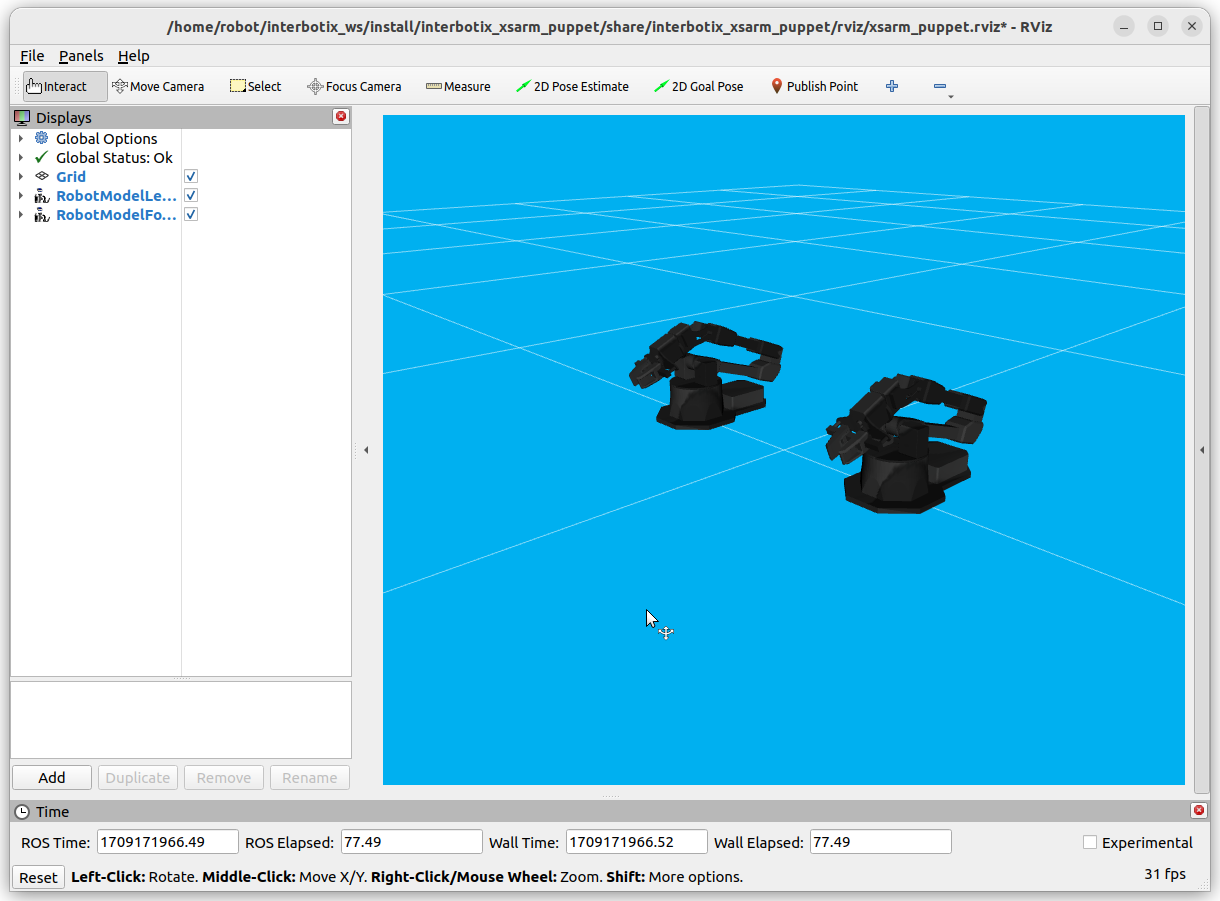 /home/robot/interbotix_ws/install/interbotix_xsarm_puppet/share/interbotix_xsarm_puppet/rviz/xsarm_puppet.rviz* - RViz
File Panels Help
Interact Move Camera Select Focus Camera Measure 2D Pose Estimate 2D Goal Pose Publish Point
Displays
Global Options
Global Status: Ok
Grid
RobotModelLe...
RobotModelFo...
Add Duplicate Remove Rename
Time
ROS Time: 1709171966.49 ROS Elapsed: 77.49 Wall Time: 1709171966.52 Wall Elapsed: 77.49 Experimental
Reset Left-Click: Rotate. Middle-Click: Move X/Y. Right-Click/Mouse Wheel: Zoom. Shift: More options. 31 fps